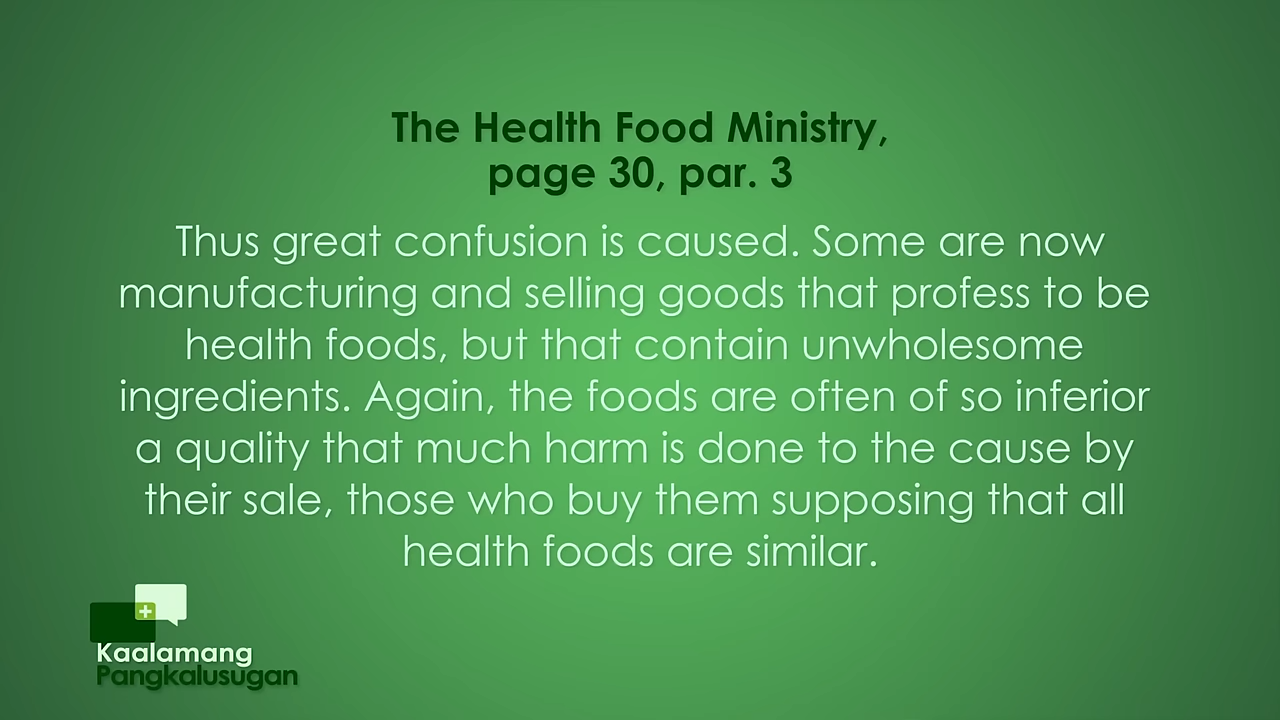 The Health Food Ministry,
page 30, par. 3
Thus great confusion is caused. Some are now
manufacturing and selling goods that profess to be
health foods, but that contain unwholesome
ingredients. Again, the foods are often of so inferior
a quality that much harm is done to the cause by
their sale, those who buy them supposing that all
health foods are similar.
Kaalamang
Pangkalusugan